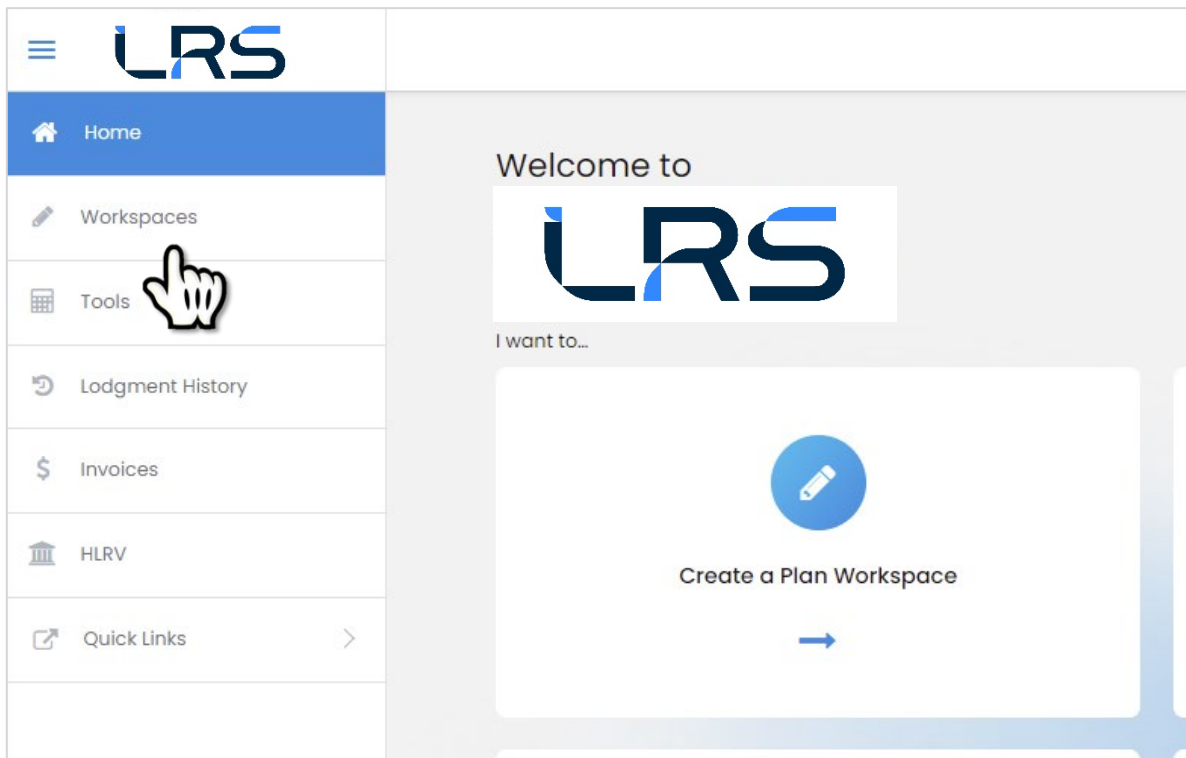 LRS
Home
Workspaces
Tools
Lodgment History
$ Invoices
HLRV
Quick Links
Welcome to
LRS
I want to...
Create a Plan Workspace